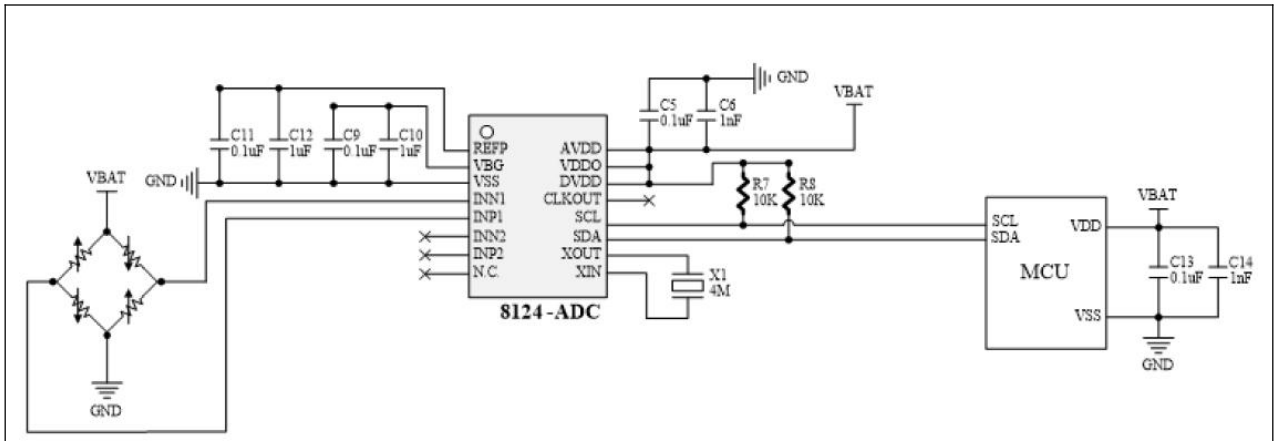 GND
VBAT
C5
0.1uF
C6
1nF
C11
0.1uF
C12
1uF
C9
0.1uF
C10
1uF
REFP
VBG
VSS
INN1
INP1
INN2
INP2
N.C.
AVDD
VDDO
DVDD
CLKOUT
SCL
SDA
XOUT
XIN
8124-ADC
GND
VBAT
GND
R7
10K
R8
10K
X1
4M
SCL
SDA
VDD
MCU
VSS
VBAT
C13
0.1uF
C14
1nF
GND